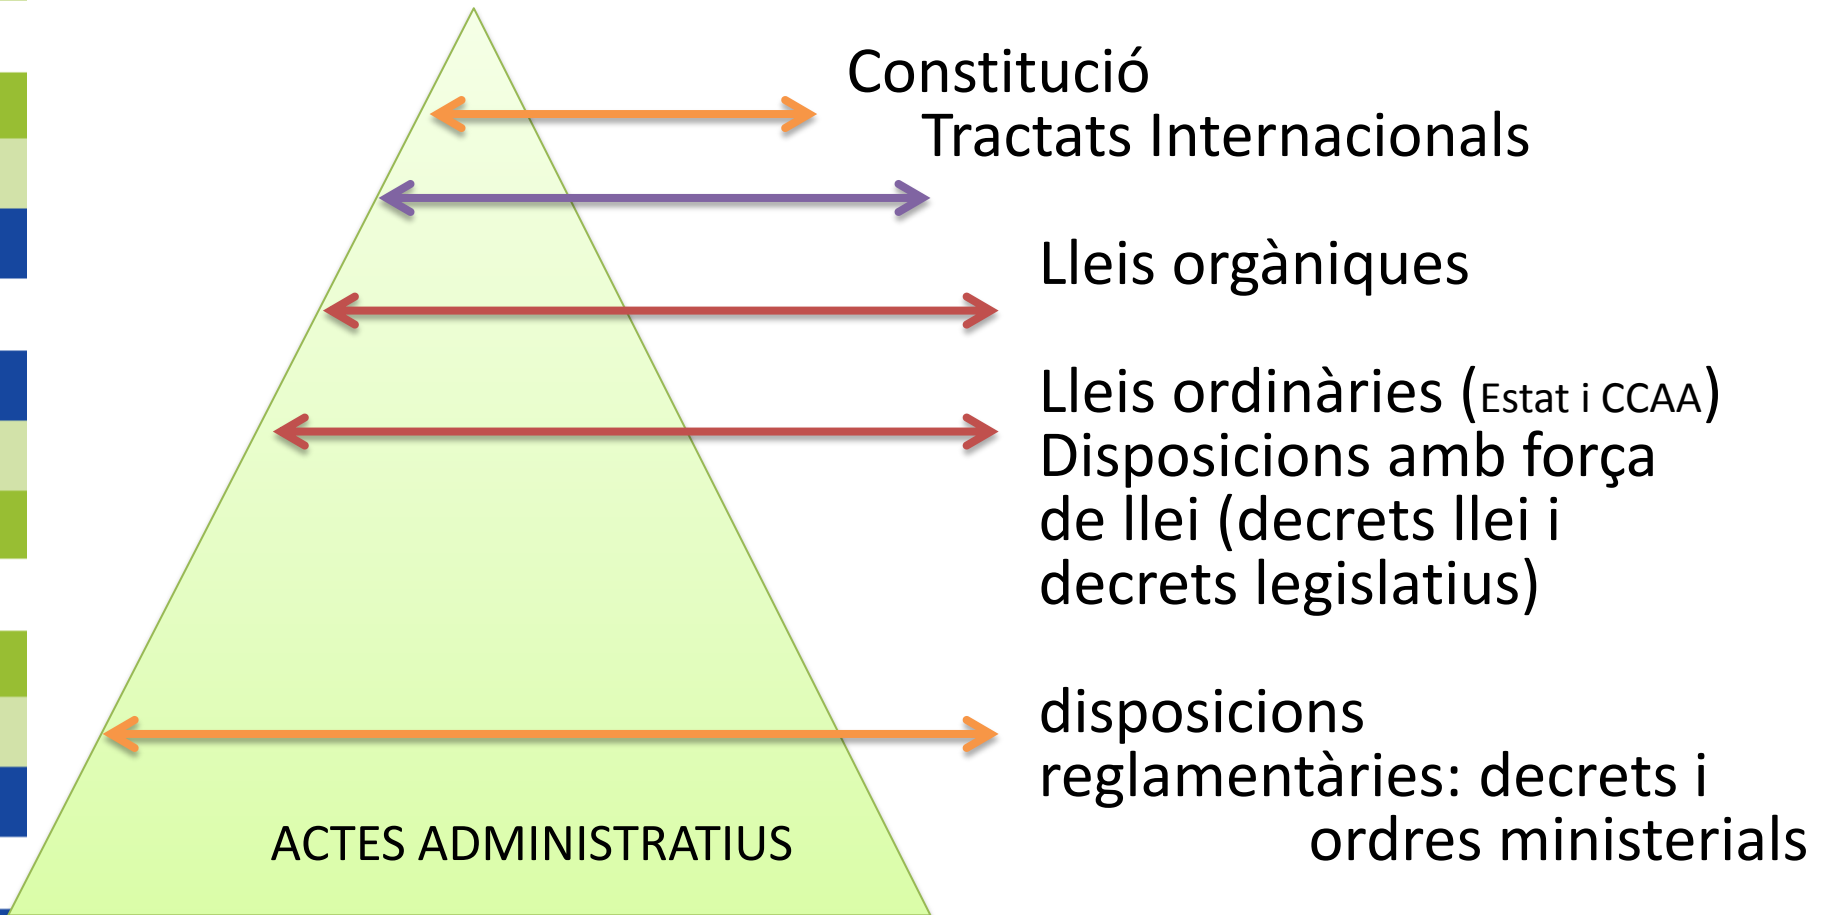 Constitució
Tractats Internacionals
Lleis orgàniques
Lleis ordinàries (Estat i CCAA)
Disposicions amb força
de llei (decrets llei i
decrets legislatius)
disposicions
reglamentàries: decrets i
ordres ministerials
ACTES ADMINISTRATIUS